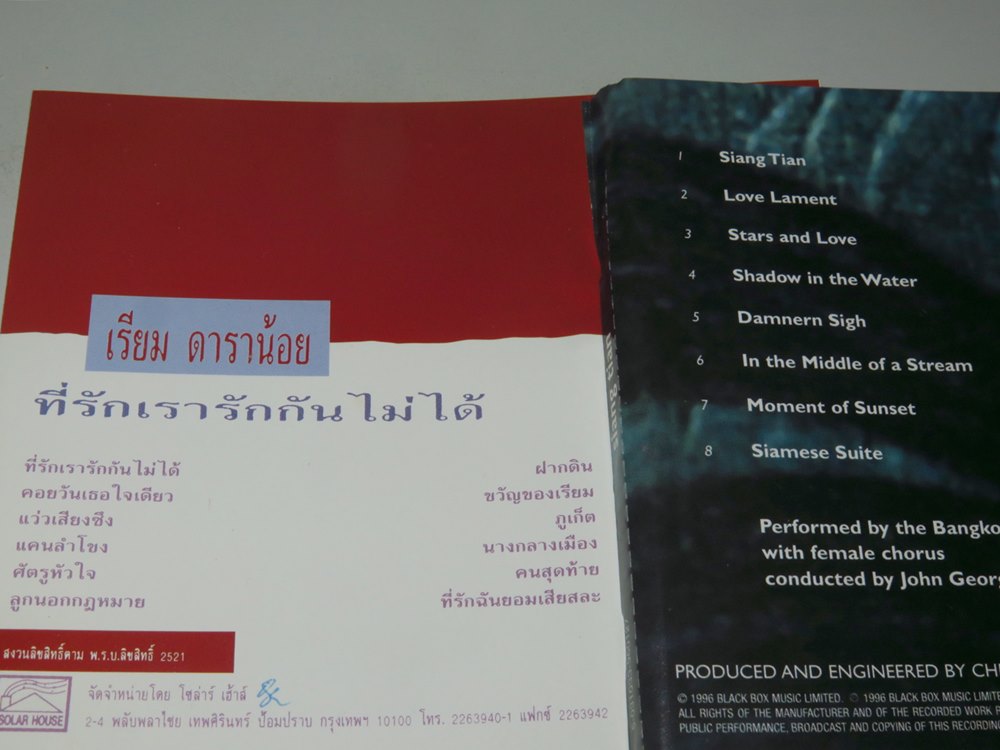 เรียม ดาราน้อย
ที่รักเรารักกันไม่ได้
ที่รักเรารักกันไม่ได้
คอยวันเธอใจเดียว
แว่วเสียงซึง
แคนลำโขง
ศัตรูหัวใจ
ลูกนอกกฎหมาย
ฝากดิน
ขวัญของเรียม
ภูเก็ต
นางกลางเมือง
คนสุดท้าย
ที่รักฉันยอมเสียสละ
สงวนลิขสิทธิ์ตาม พ.ร.บ.ลิขสิทธิ์ 2521
SOLAR HOUSE
จัดจำหน่ายโดย โซล่าร์ เฮ้าส์
2-4 พลับพลาไชย เทพศิรินทร์ ป้อมปราบ กรุงเทพฯ 10100 โทร. 2263940-1 แฟกซ์ 2263942
1 Siang Tian
2 Love Lament
3 Stars and Love
4 Shadow in the Water
5 Damnern Sigh
6 In the Middle of a Stream
7 Moment of Sunset
8 Siamese Suite
Performed by the
with female chorus
conducted by John
PRODUCED AND ENGINEERED BY
© 1996 BLACK BOX MUSIC LIMITED. ℗ 1996 BLACK BOX MUSIC
ALL RIGHTS OF THE MANUFACTURER AND OF THE RECORDED WORK
PUBLIC PERFORMANCE, BROADCAST AND COPYING OF THIS RECORDING